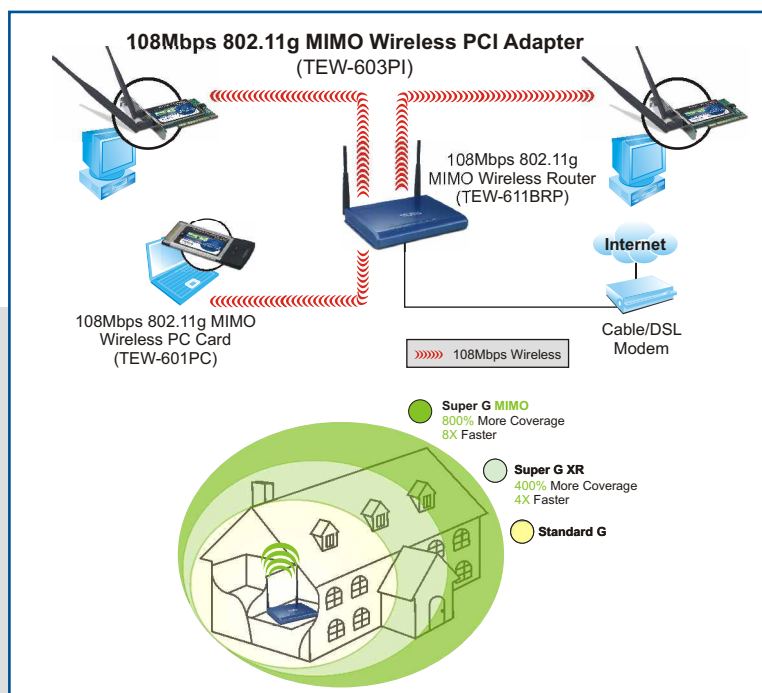 108Mbps 802.11g MIMO Wireless PCI Adapter
(TEW-603PI)
108Mbps 802.11g
MIMO Wireless Router
(TEW-611BRP)
Internet
108Mbps 802.11g MIMO
Wireless PC Card
(TEW-601PC)
Cable/DSL
Modem
108Mbps Wireless
Super G MIMO
800% More Coverage
8X Faster
Super G XR
400% More Coverage
4X Faster
Standard G